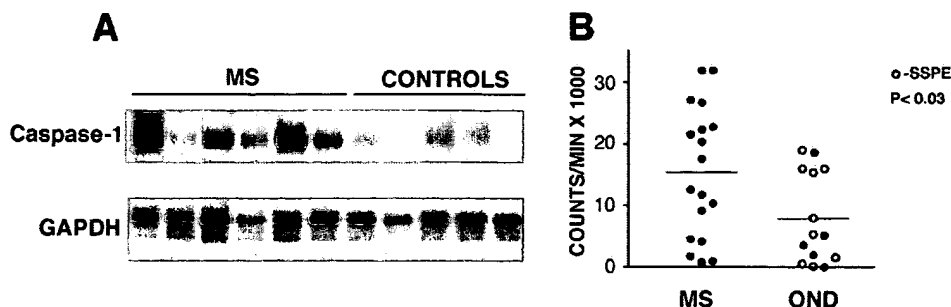 A
MS CONTROLS
Caspase-1
GAPDH
B
COUNTS/MIN X 1000
30
20
10
0
MS OND
o-SSPE
P< 0.03